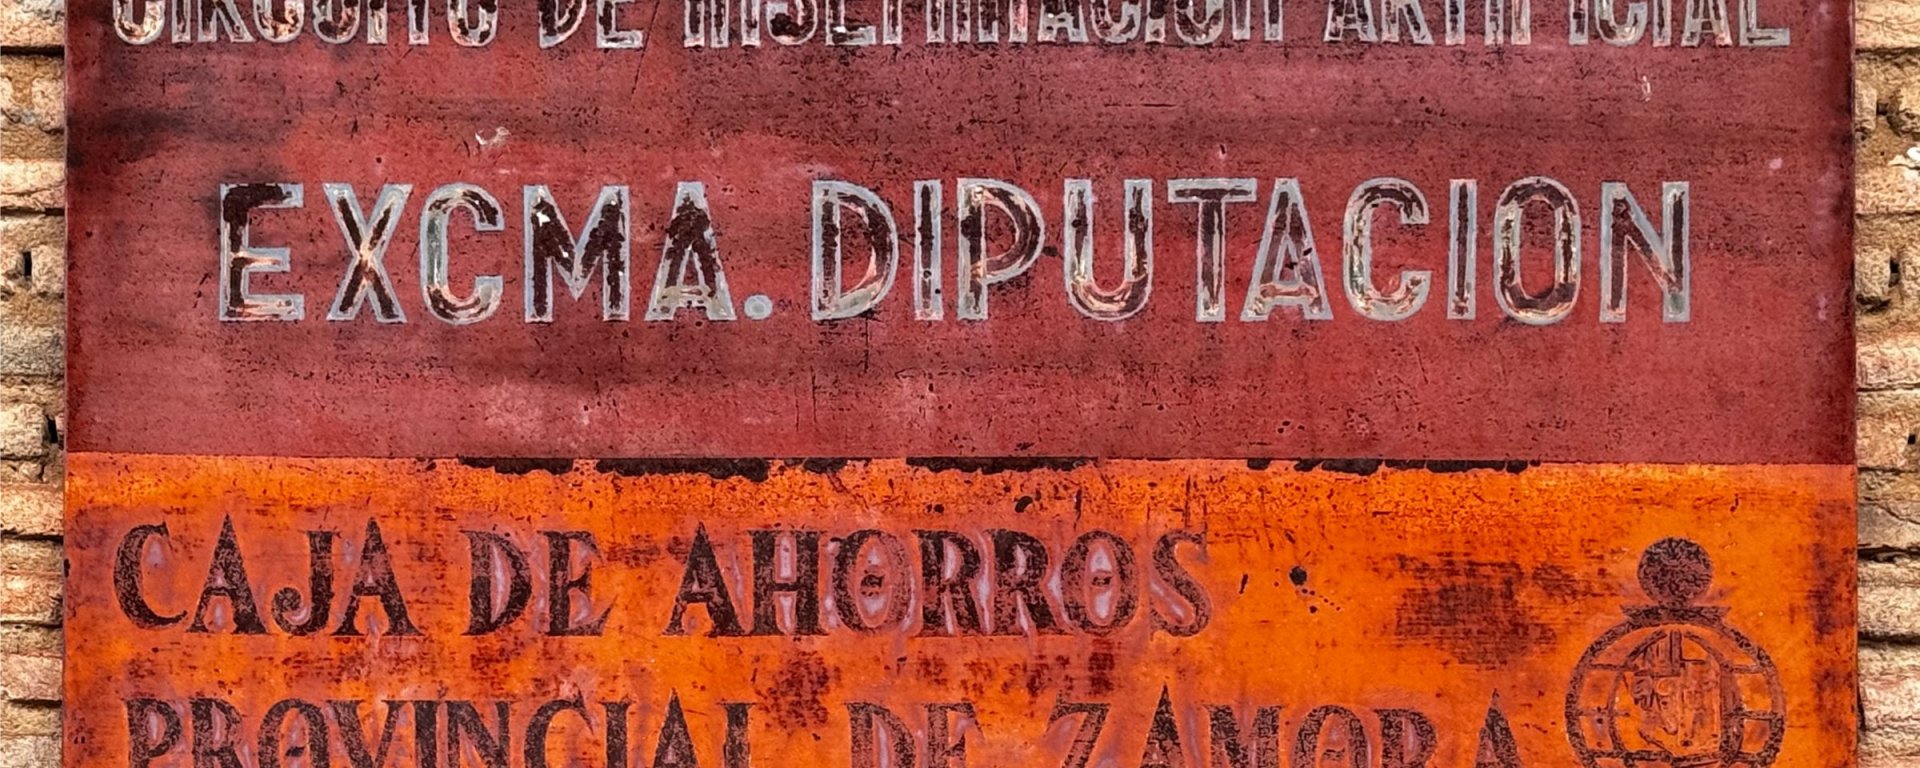 CIRCUITO DE INSEMINACION ARTIFICIAL
EXCMA. DIPUTACION
CAJA DE AHORROS
PROVINCIAL DE ZAMORA